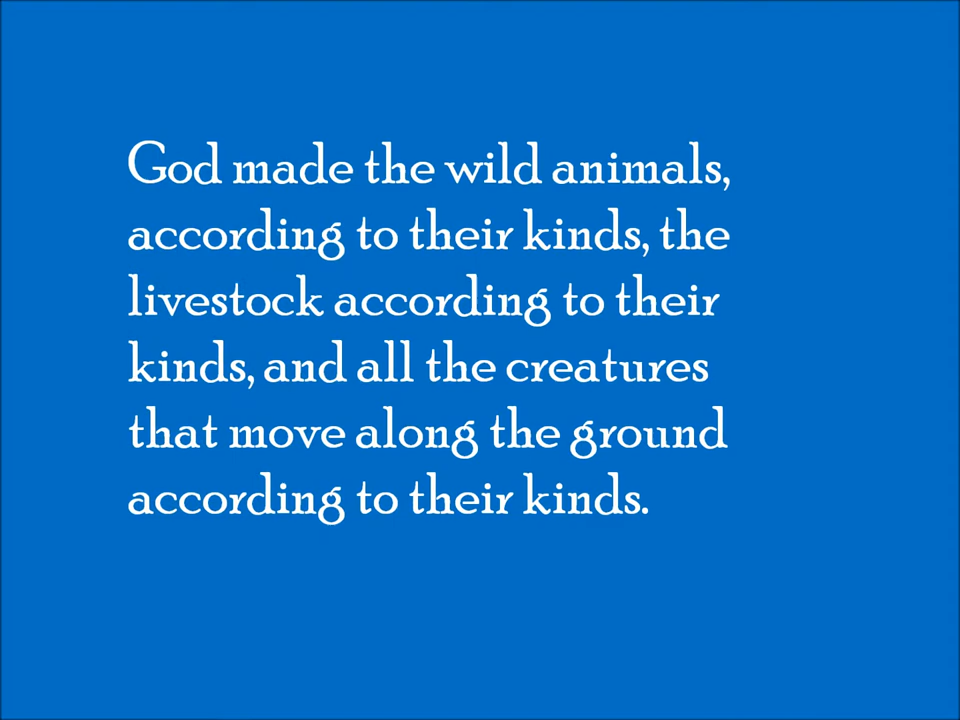 God made the wild animals,
according to their kinds, the
livestock according to their
kinds, and all the creatures
that move along the ground
according to their kinds.